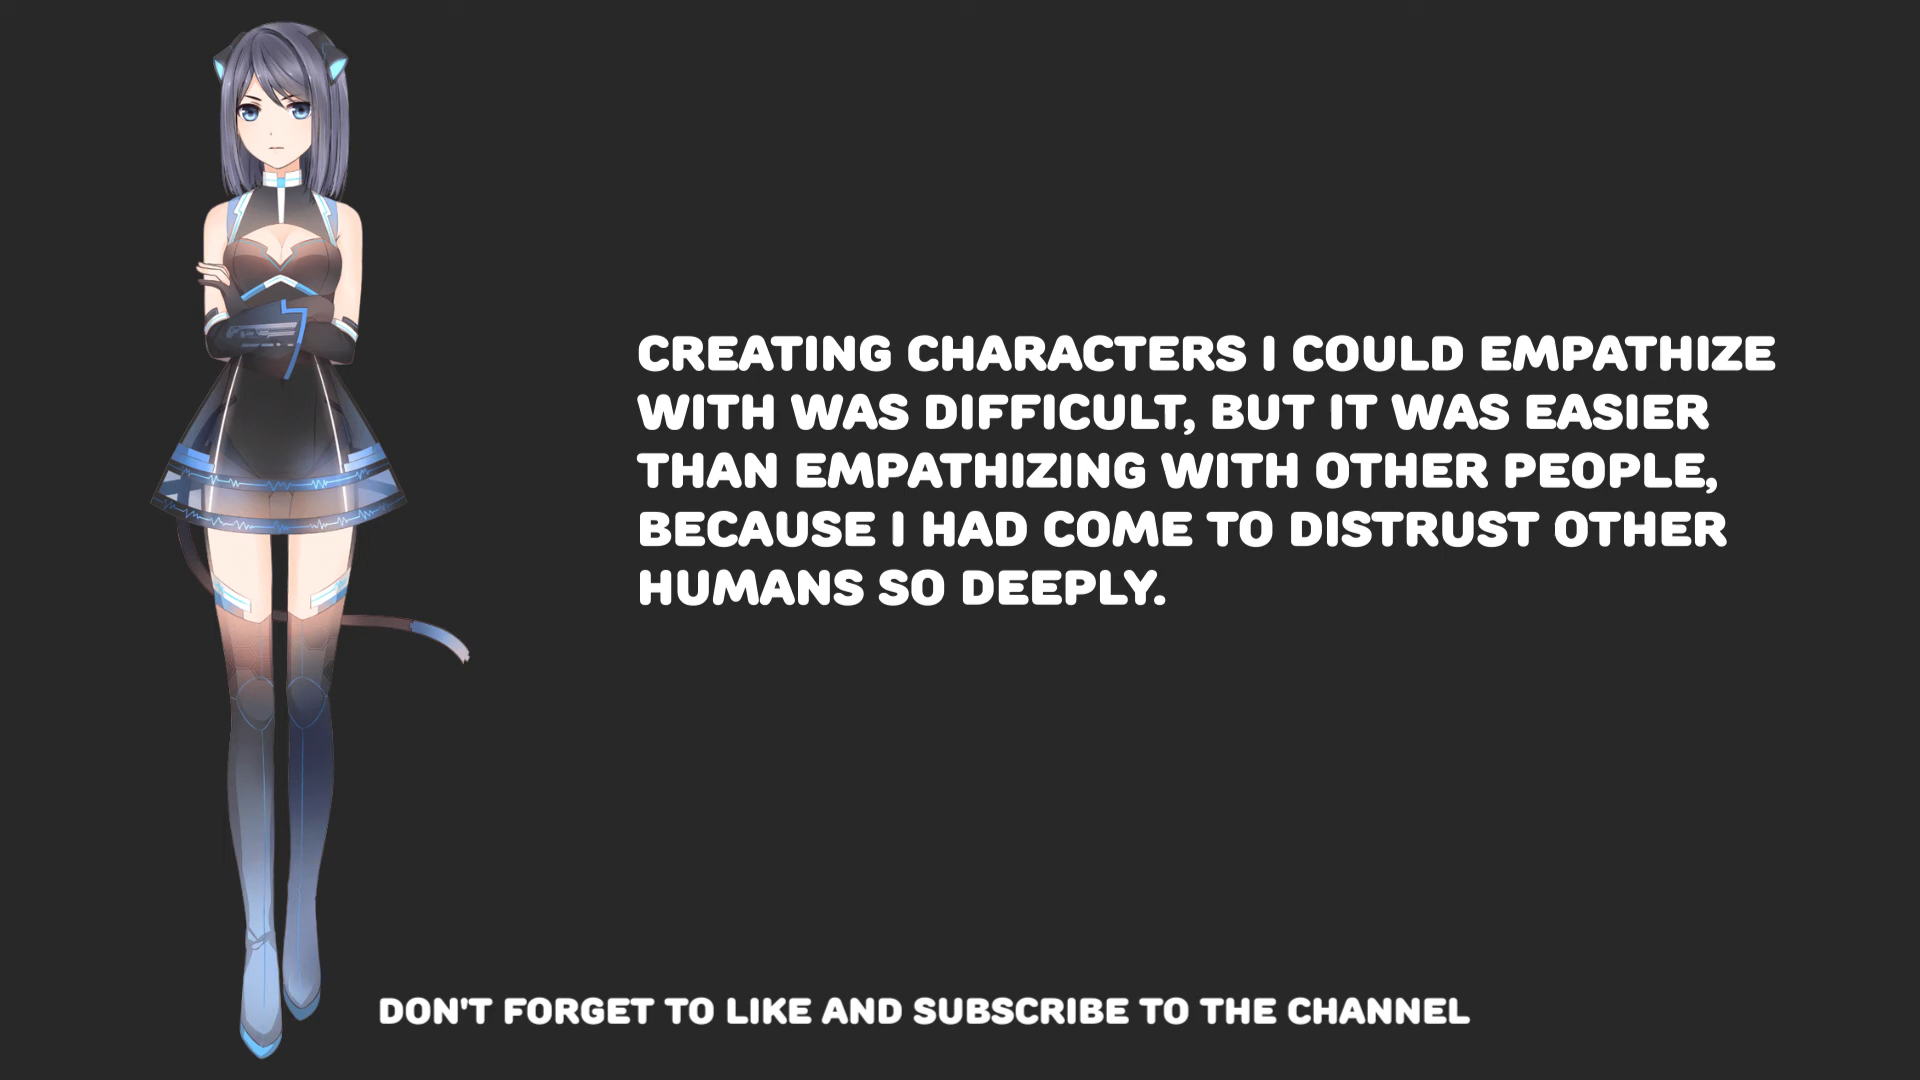 CREATING CHARACTERS I COULD EMPATHIZE
WITH WAS DIFFICULT, BUT IT WAS EASIER
THAN EMPATHIZING WITH OTHER PEOPLE,
BECAUSE I HAD COME TO DISTRUST OTHER
HUMANS SO DEEPLY.
DON'T FORGET TO LIKE AND SUBSCRIBE TO THE CHANNEL